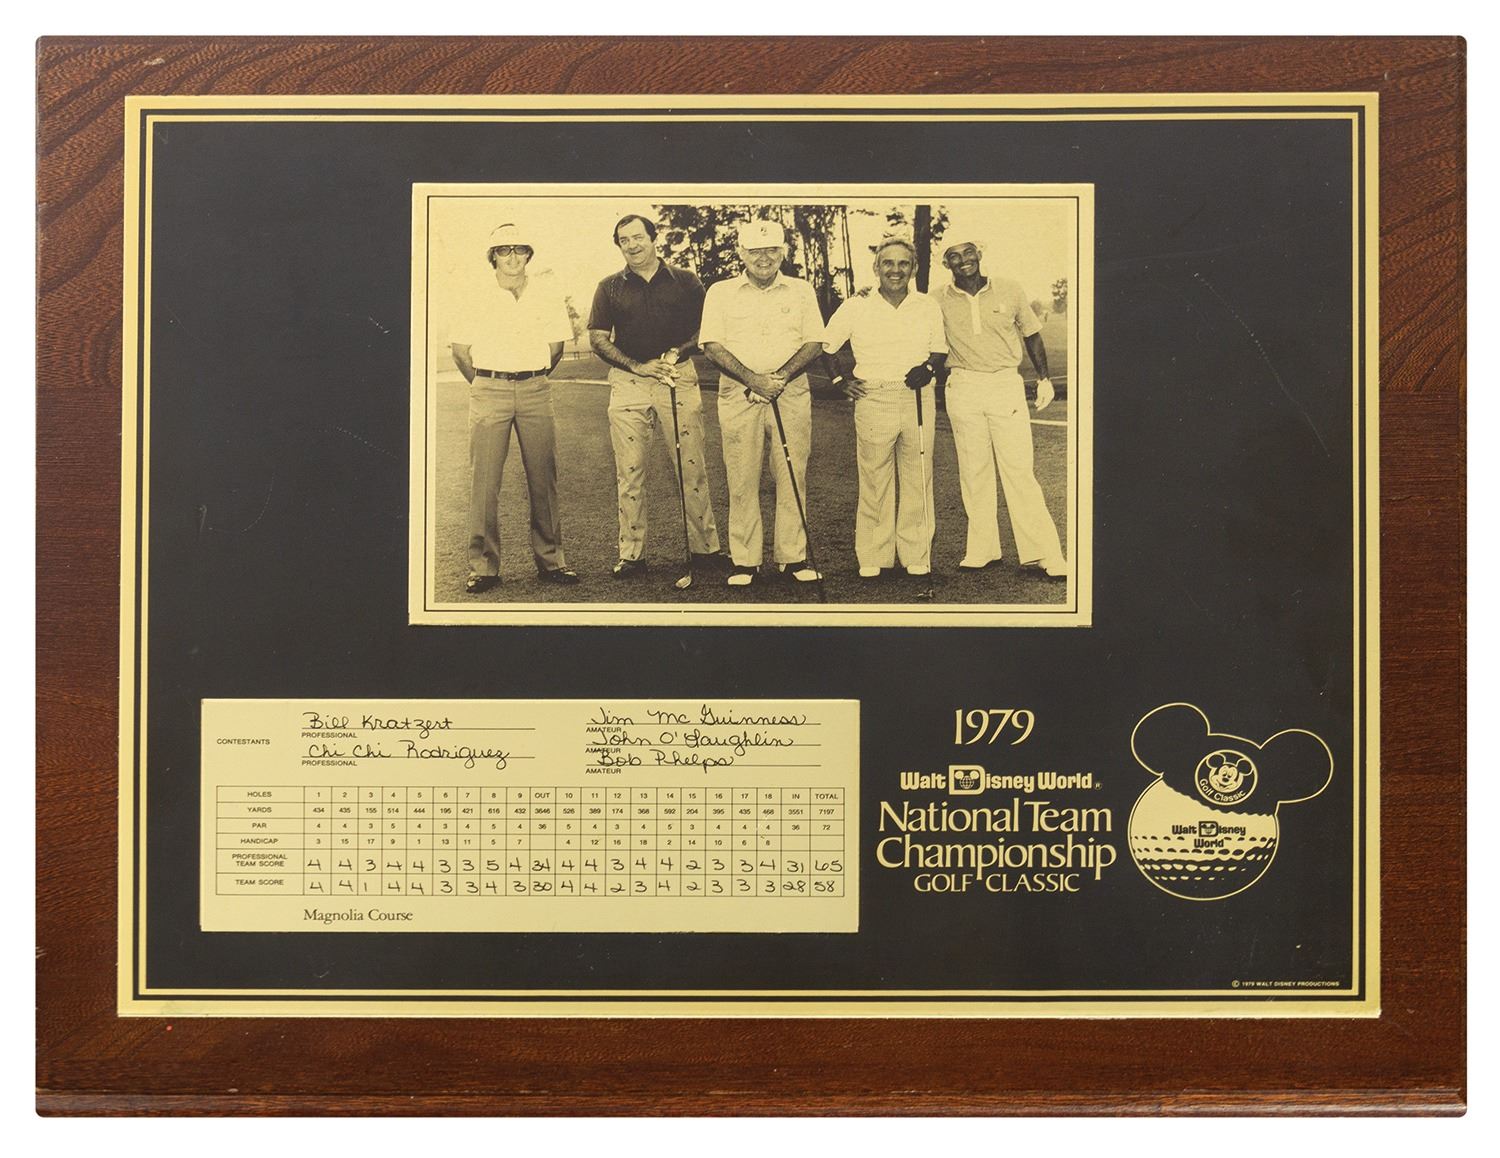 CONTESTANTS
Bill Kratzert
PROFESSIONAL
Chi Chi Rodriguez
PROFESSIONAL
Jim Mc Guinness
AMATEUR
John O'Laughlin
AMATEUR
Bob Phelps
AMATEUR
HOLES 1 2 3 4 5 6 7 8 9 OUT 10 11 12 13 14 15 16 17 18 IN TOTAL
YARDS 434 435 155 514 444 195 421 616 432 3646 526 389 174 368 592 204 395 435 468 3551 7197
PAR 4 4 3 5 4 3 4 5 4 36 5 4 3 4 5 3 4 4 4 36 72
HANDICAP 3 15 17 9 1 13 11 5 7 4 12 16 18 2 14 10 6 8
PROFESSIONAL
TEAM SCORE 4 4 3 4 4 3 3 5 4 34 4 4 3 4 4 2 3 3 4 31 65
TEAM SCORE 4 4 1 4 4 3 3 4 3 30 4 4 2 3 4 2 3 3 3 28 58
Magnolia Course
1979
Walt Disney World®
National Team
Championship
GOLF CLASSIC
Golf Classic
Walt Disney
World
© 1979 WALT DISNEY PRODUCTIONS